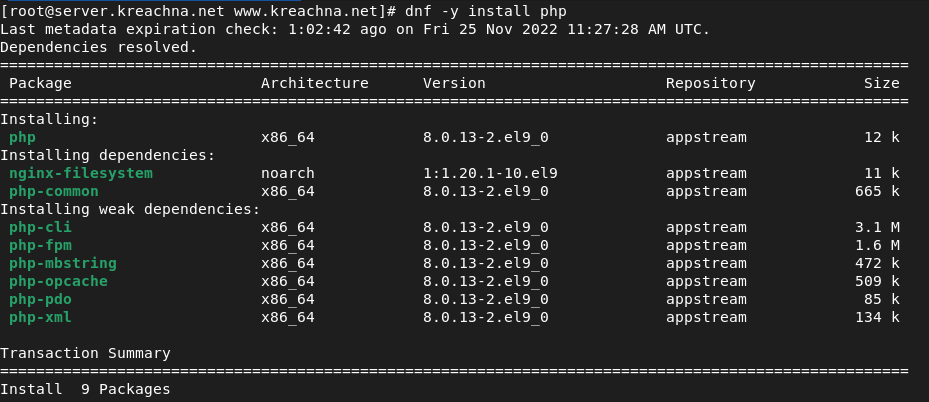 [root@server.kreachna.net www.kreachna.net]# dnf -y install php
Last metadata expiration check: 1:02:42 ago on Fri 25 Nov 2022 11:27:28 AM UTC.
Dependencies resolved.
=====================================================================================================
Package Architecture Version Repository Size
=====================================================================================================
Installing:
php x86_64 8.0.13-2.el9_0 appstream 12 k
Installing dependencies:
nginx-filesystem noarch 1:1.20.1-10.el9 appstream 11 k
php-common x86_64 8.0.13-2.el9_0 appstream 665 k
Installing weak dependencies:
php-cli x86_64 8.0.13-2.el9_0 appstream 3.1 M
php-fpm x86_64 8.0.13-2.el9_0 appstream 1.6 M
php-mbstring x86_64 8.0.13-2.el9_0 appstream 472 k
php-opcache x86_64 8.0.13-2.el9_0 appstream 509 k
php-pdo x86_64 8.0.13-2.el9_0 appstream 85 k
php-xml x86_64 8.0.13-2.el9_0 appstream 134 k
Transaction Summary
=====================================================================================================
Install 9 Packages